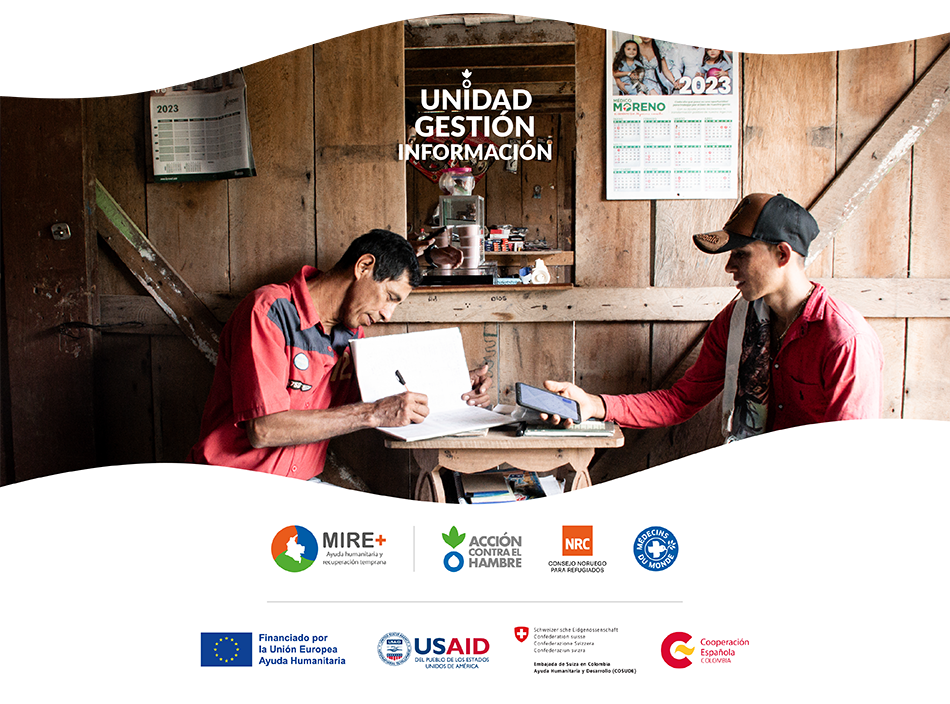 2023
2023
MÉDICO
MORENO
UNIDAD
GESTIÓN
INFORMACIÓN
MIRE+
Ayuda humanitaria y
recuperación temprana
ACCIÓN
CONTRA EL
HAMBRE
NRC
CONSEJO NORUEGO
PARA REFUGIADOS
MÉDECINS
DU MONDE
Financiado por
la Unión Europea
Ayuda Humanitaria
USAID
USAID
DEL PUEBLO DE LOS ESTADOS
UNIDOS DE AMÉRICA
Schweizerische Eidgenossenschaft
Confédération suisse
Confederazione Svizzera
Confederaziun svizra
Embajada de Suiza en Colombia
Ayuda Humanitaria y Desarrollo (COSUDE)
Cooperación
Española
COLOMBIA